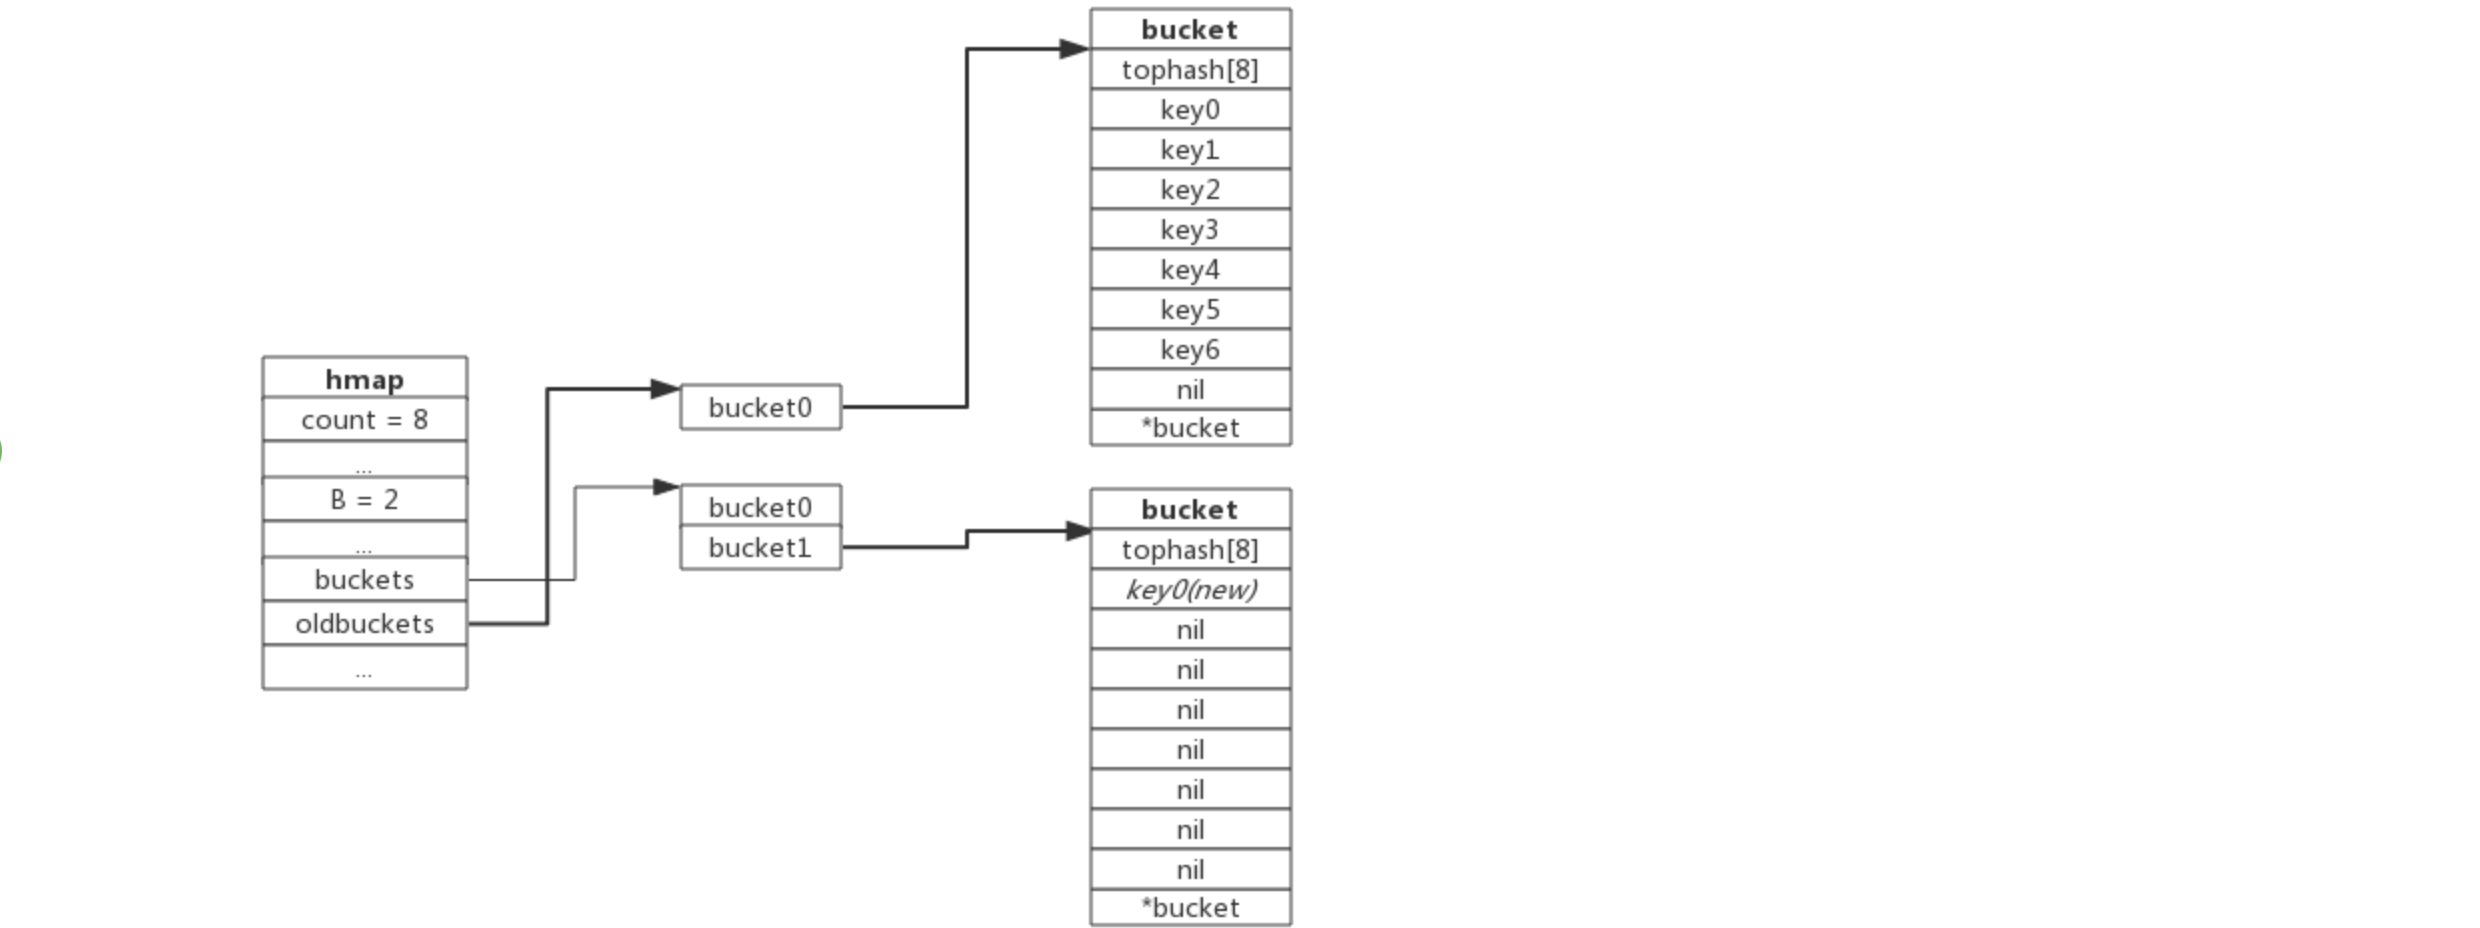 hmap
count = 8
...
B = 2
...
buckets
oldbuckets
...
bucket0
bucket0
bucket1
bucket
tophash[8]
key0
key1
key2
key3
key4
key5
key6
nil
*bucket
bucket
tophash[8]
key0(new)
nil
nil
nil
nil
nil
nil
nil
*bucket